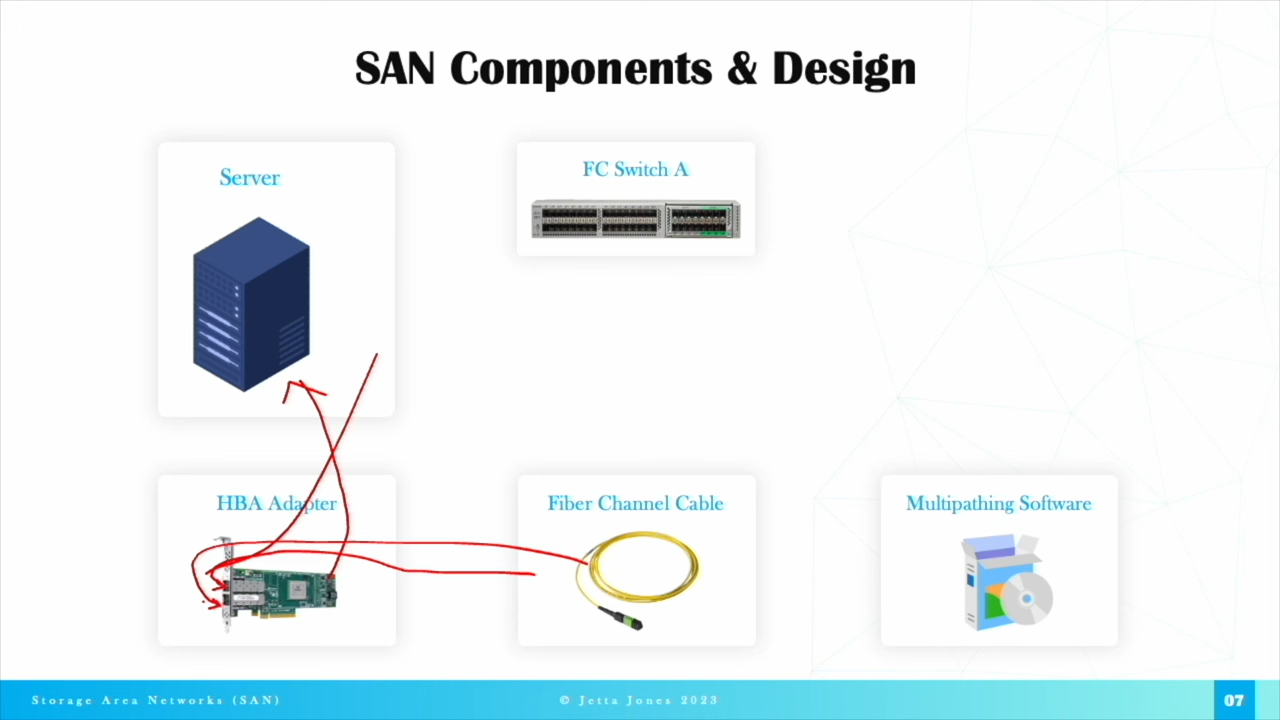 SAN Components & Design
Server
FC Switch A
HBA Adapter
Fiber Channel Cable
Multipathing Software
Storage Area Networks (SAN)
© Jetta Jones 2023
07